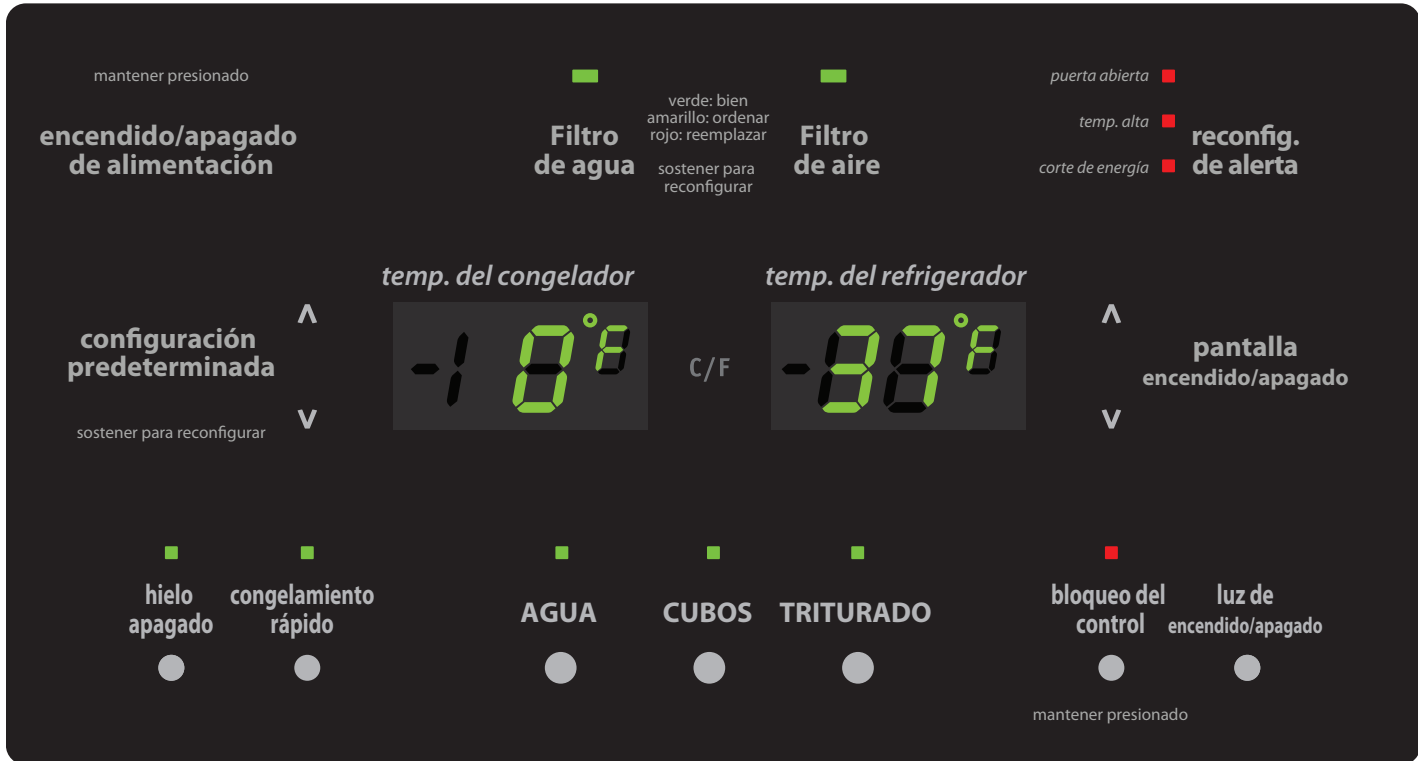 mantener presionado
encendido/apagado
de alimentación
Filtro
de agua
verde: bien
amarillo: ordenar
rojo: reemplazar
sostener para
reconfigurar
Filtro
de aire
puerta abierta
temp. alta
corte de energía
reconfig.
de alerta
configuración
predeterminada
sostener para reconfigurar
temp. del congelador
0°F
C/F
temp. del refrigerador
37°F
pantalla
encendido/apagado
hielo
apagado
congelamiento
rápido
AGUA
CUBOS
TRITURADO
bloqueo del
control
mantener presionado
luz de
encendido/apagado